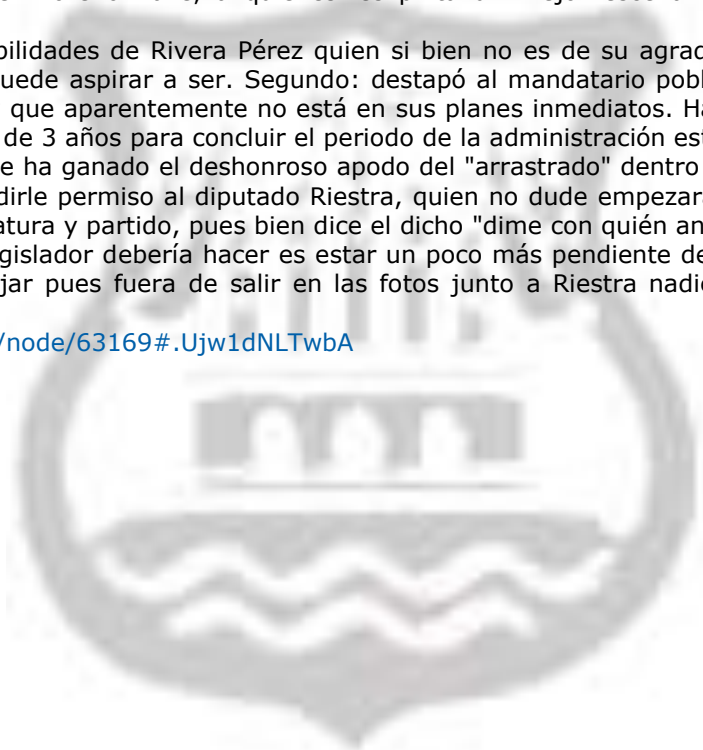 bilidades de Rivera Pérez quien si bien no es de su agrad
uede aspirar a ser. Segundo: destapó al mandatario pobl
que aparentemente no está en sus planes inmediatos. Ha
de 3 años para concluir el periodo de la administración est
e ha ganado el deshonroso apodo del "arrastrado" dentro
dirle permiso al diputado Riestra, quien no dude empezar
atura y partido, pues bien dice el dicho "dime con quién an
gislador debería hacer es estar un poco más pendiente de
jar pues fuera de salir en las fotos junto a Riestra nadi
/node/63169#.Ujw1dNLTwbA